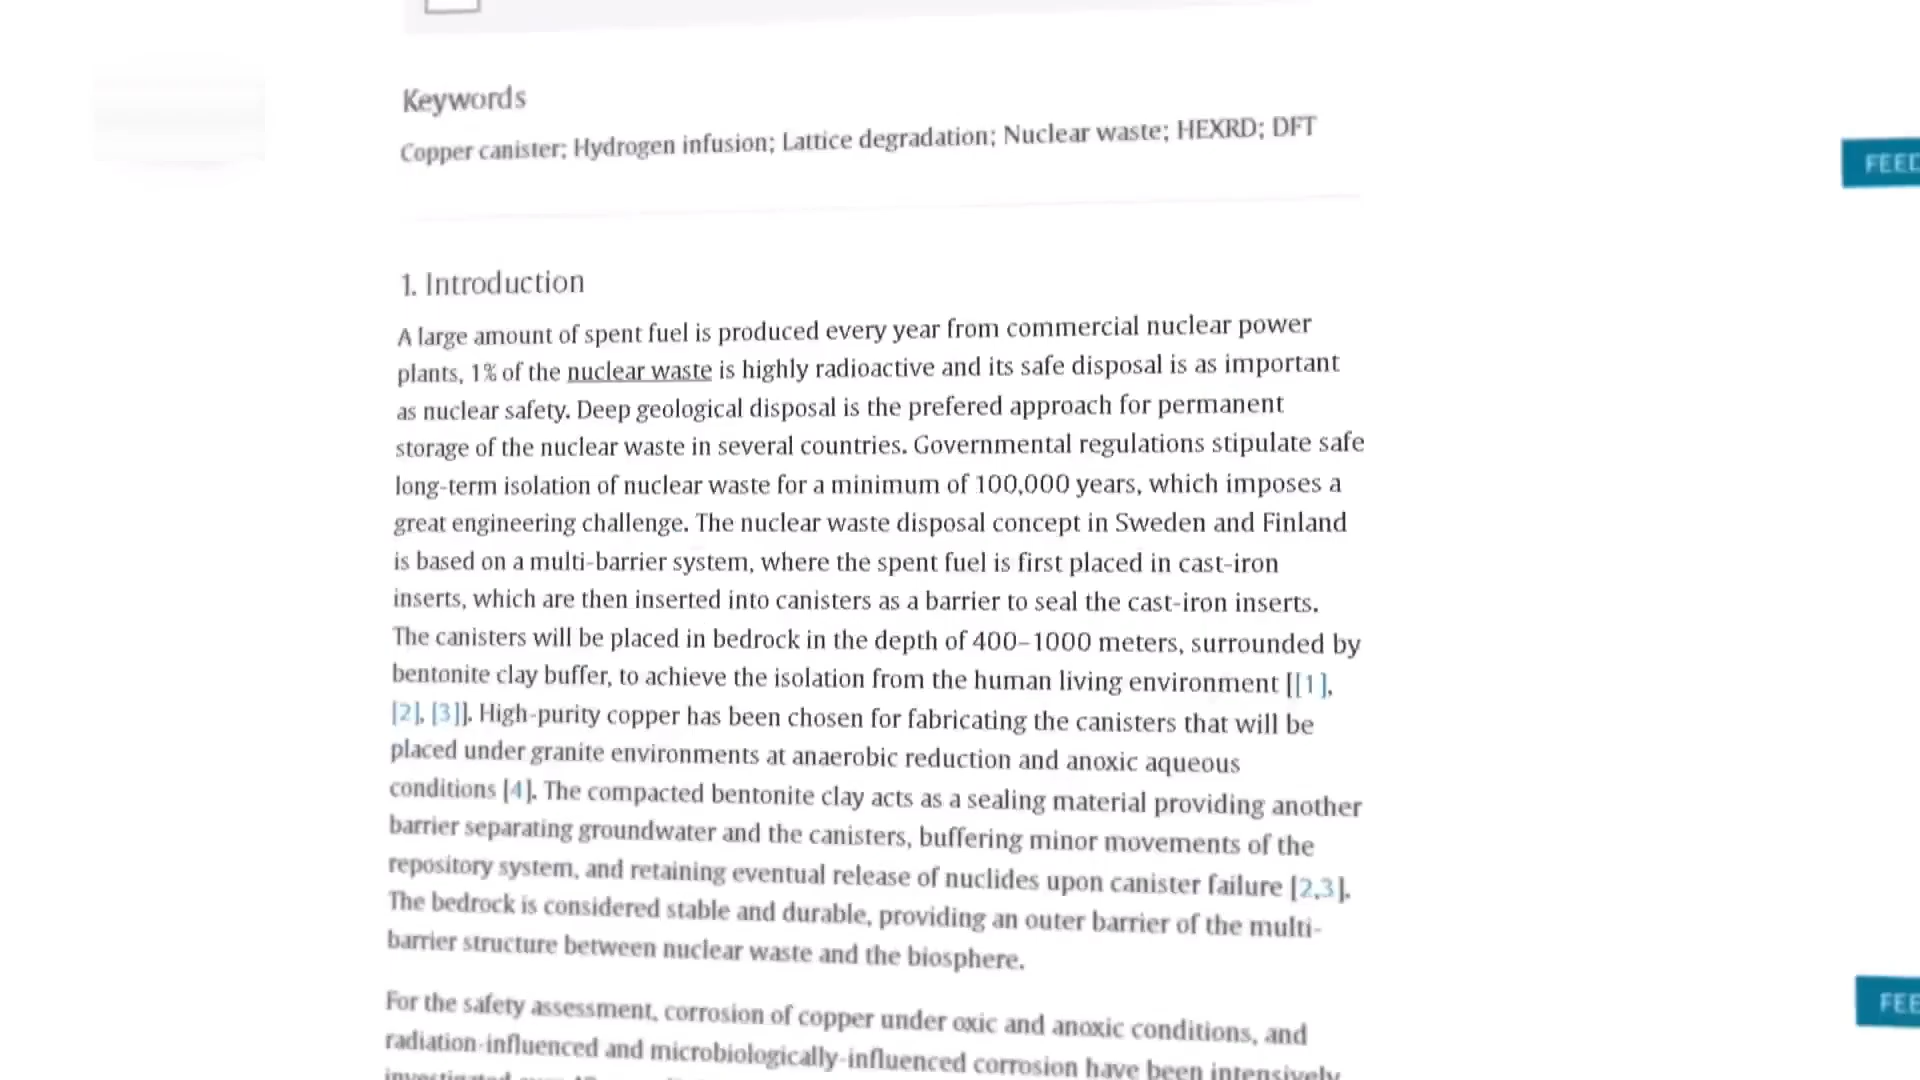 Keywords
Copper canister; Hydrogen infusion; Lattice degradation; Nuclear waste; HEXRD; DFT
FEED
1. Introduction
A large amount of spent fuel is produced every year from commercial nuclear power
plants, 1% of the nuclear waste is highly radioactive and its safe disposal is as important
as nuclear safety. Deep geological disposal is the prefered approach for permanent
storage of the nuclear waste in several countries. Governmental regulations stipulate safe
long-term isolation of nuclear waste for a minimum of 100,000 years, which imposes a
great engineering challenge. The nuclear waste disposal concept in Sweden and Finland
is based on a multi-barrier system, where the spent fuel is first placed in cast-iron
inserts, which are then inserted into canisters as a barrier to seal the cast-iron inserts.
The canisters will be placed in bedrock in the depth of 400–1000 meters, surrounded by
bentonite clay buffer, to achieve the isolation from the human living environment [[1],
[2], [3]]. High-purity copper has been chosen for fabricating the canisters that will be
placed under granite environments at anaerobic reduction and anoxic aqueous
conditions [4]. The compacted bentonite clay acts as a sealing material providing another
barrier separating groundwater and the canisters, buffering minor movements of the
repository system, and retaining eventual release of nuclides upon canister failure [2,3].
The bedrock is considered stable and durable, providing an outer barrier of the multi-
barrier structure between nuclear waste and the biosphere.
For the safety assessment, corrosion of copper under oxic and anoxic conditions, and
FEE
radiation-influenced and microbiologically-influenced corrosion have been intensively